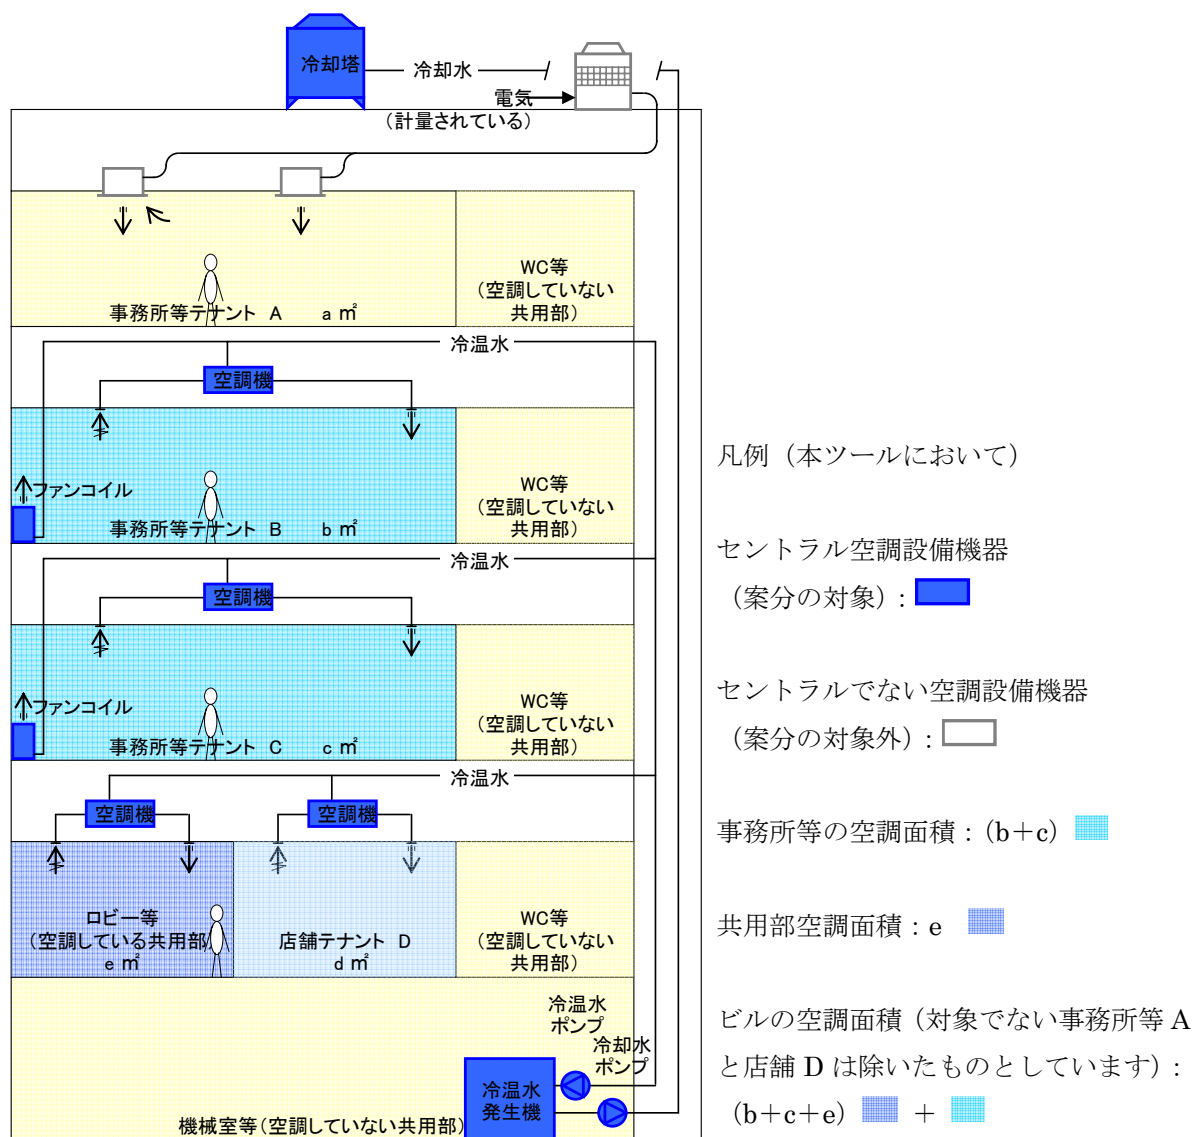 冷却塔
冷却水
電気
（計量されている）
事務所等テナント A a ㎡
WC等
（空調していない
共用部）
冷温水
空調機
ファンコイル
事務所等テナント B b ㎡
WC等
（空調していない
共用部）
冷温水
空調機
ファンコイル
事務所等テナント C c ㎡
WC等
（空調していない
共用部）
冷温水
空調機
空調機
ロビー等
（空調している共用部）
e ㎡
店舗テナント D
d ㎡
WC等
（空調していない
共用部）
冷温水
ポンプ
冷却水
ポンプ
冷温水
発生機
機械室等（空調していない共用部）
凡例（本ツールにおいて）
セントラル空調設備機器
（案分の対象）：
セントラルでない空調設備機器
（案分の対象外）：
事務所等の空調面積：（b＋c）
共用部空調面積：e
ビルの空調面積（対象でない事務所等 A
と店舗 D は除いたものとしています）：
（b＋c＋e） ＋